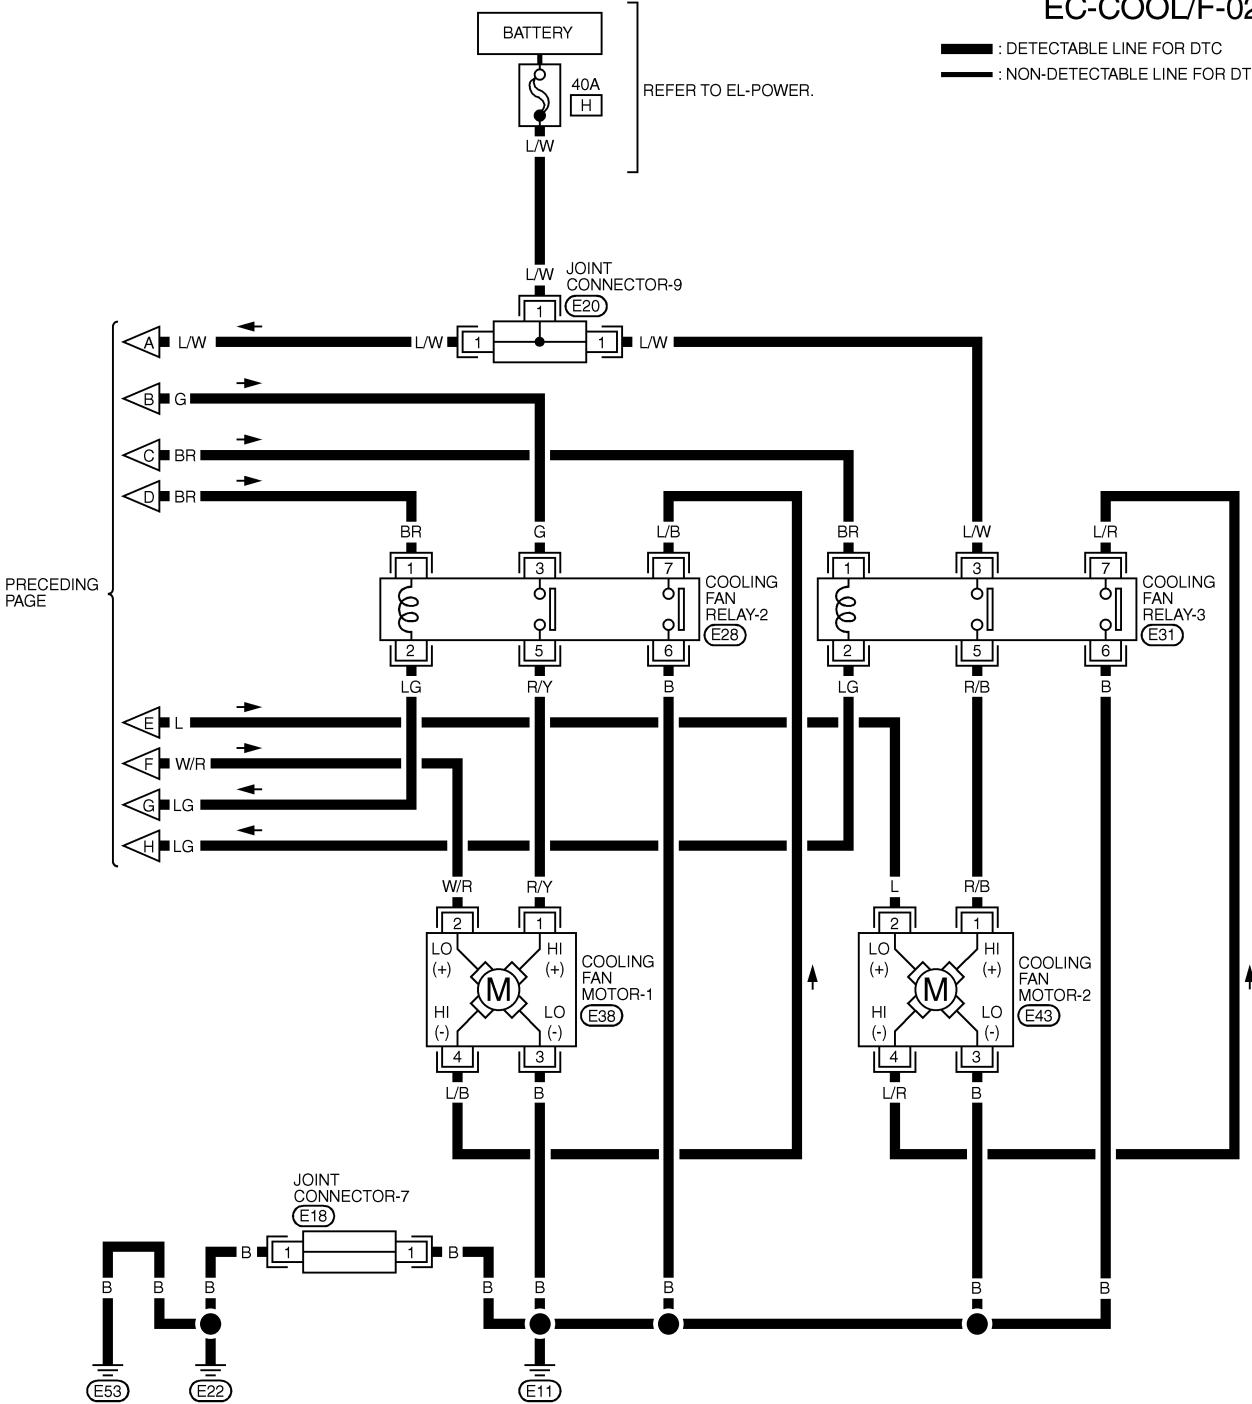 EC-COOL/F-02
: DETECTABLE LINE FOR DTC
: NON-DETECTABLE LINE FOR DT
BATTERY
40A
H
REFER TO EL-POWER.
L/W
L/W
JOINT
CONNECTOR-9
E20
1
A L/W L/W 1 1 L/W
B G
C BR
D BR
BR G L/B BR L/W L/R
1 3 7 1 3 7
PRECEDING
PAGE
COOLING
FAN
RELAY-2
E28
COOLING
FAN
RELAY-3
E31
2 5 6 2 5 6
LG R/Y B LG R/B B
E L
F W/R
G LG
H LG
W/R R/Y L R/B
2 1 2 1
LO HI LO HI
(+) (+) (+) (+)
M M
HI LO HI LO
(-) (-) (-) (-)
COOLING
FAN
MOTOR-1
E38
COOLING
FAN
MOTOR-2
E43
4 3 4 3
L/B B L/R B
JOINT
CONNECTOR-7
E18
B 1 1 B
B B B B B B B B
E53 E22 E11